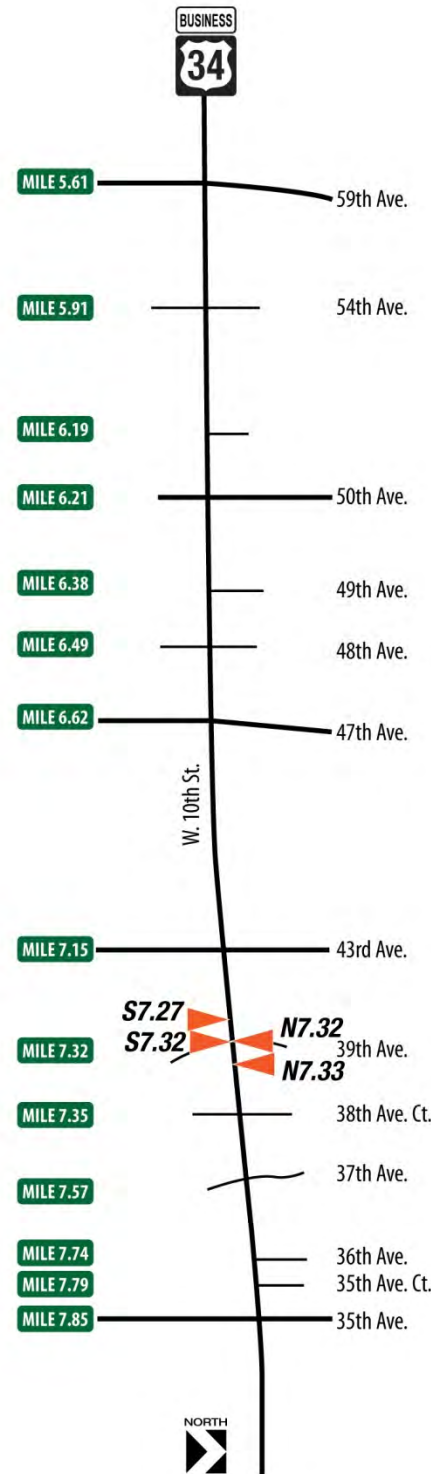 BUSINESS
34
MILE 5.61
59th Ave.
MILE 5.91
54th Ave.
MILE 6.19
MILE 6.21
50th Ave.
MILE 6.38
49th Ave.
MILE 6.49
48th Ave.
MILE 6.62
47th Ave.
W. 10th St.
MILE 7.15
43rd Ave.
S7.27
S7.32
N7.32
MILE 7.32
39th Ave.
N7.33
MILE 7.35
38th Ave. Ct.
MILE 7.57
37th Ave.
MILE 7.74
36th Ave.
MILE 7.79
35th Ave. Ct.
MILE 7.85
35th Ave.
NORTH